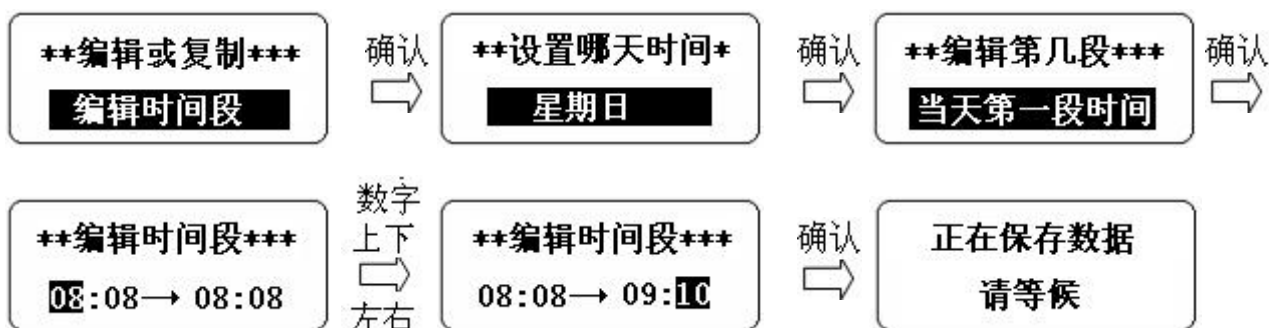 **编辑或复制***
编辑时间段
确认
**设置哪天时间*
星期日
确认
**编辑第几段***
当天第一段时间
确认
**编辑时间段***
08:08→ 08:08
数字
上下
左右
**编辑时间段***
08:08→ 09:10
确认
正在保存数据
请等候